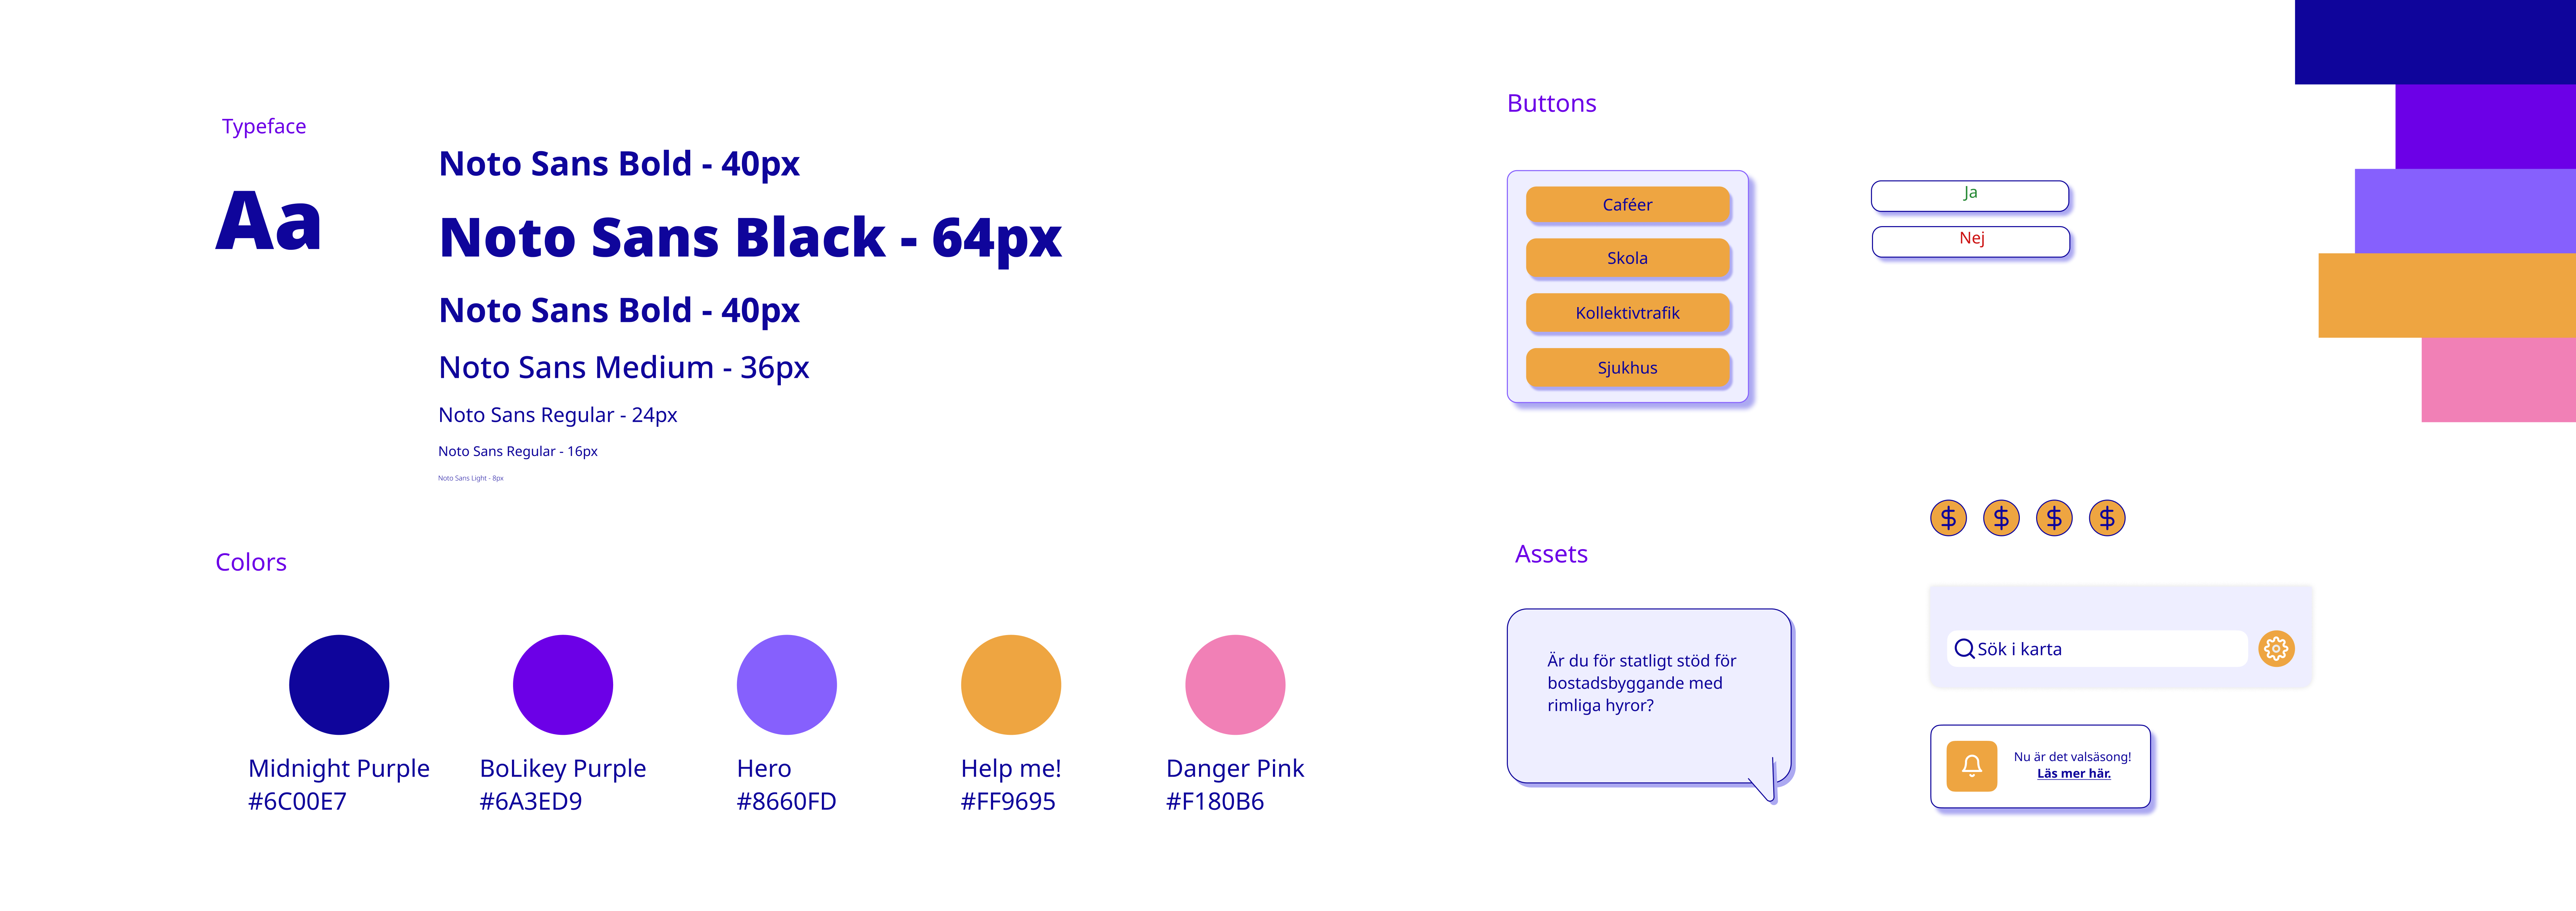 Typeface
Aa
Noto Sans Bold - 40px
Noto Sans Black - 64px
Noto Sans Bold - 40px
Noto Sans Medium - 36px
Noto Sans Regular - 24px
Noto Sans Regular - 16px
Noto Sans Light - 8px
Colors
Midnight Purple
#6C00E7
BoLikey Purple
#6A3ED9
Hero
#8660FD
Help me!
#FF9695
Danger Pink
#F180B6
Buttons
Caféer
Skola
Kollektivtrafik
Sjukhus
Ja
Nej
Assets
Är du för statligt stöd för
bostadsbyggande med
rimliga hyror?
$ $ $ $
Sök i karta
Nu är det valsäsong!
Läs mer här.